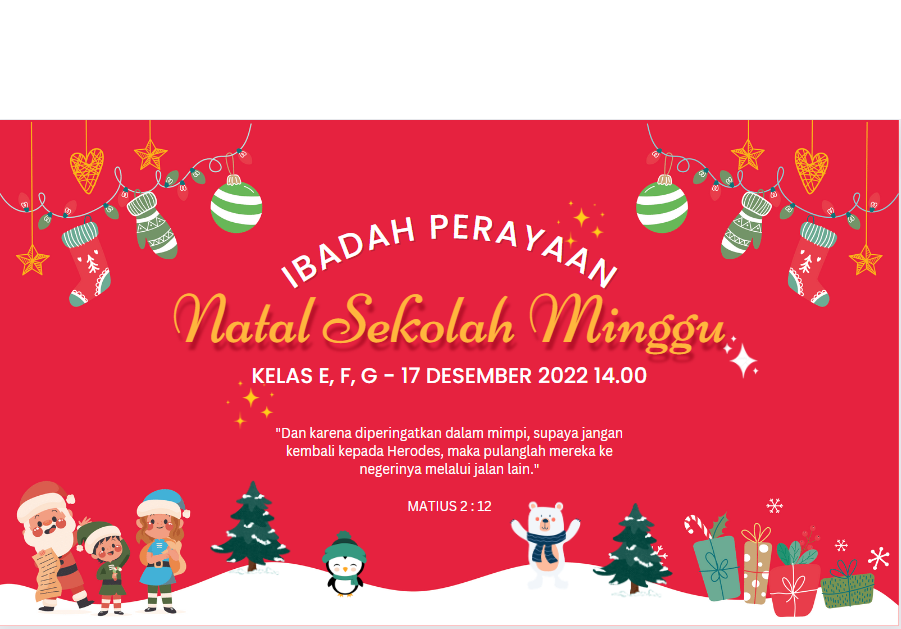 IBADAH PERAYAAN
Natal Sekolah Minggu
KELAS E, F, G - 17 DESEMBER 2022 14.00
"Dan karena diperingatkan dalam mimpi, supaya jangan
kembali kepada Herodes, maka pulanglah mereka ke
negerinya melalui jalan lain."
MATIUS 2 : 12